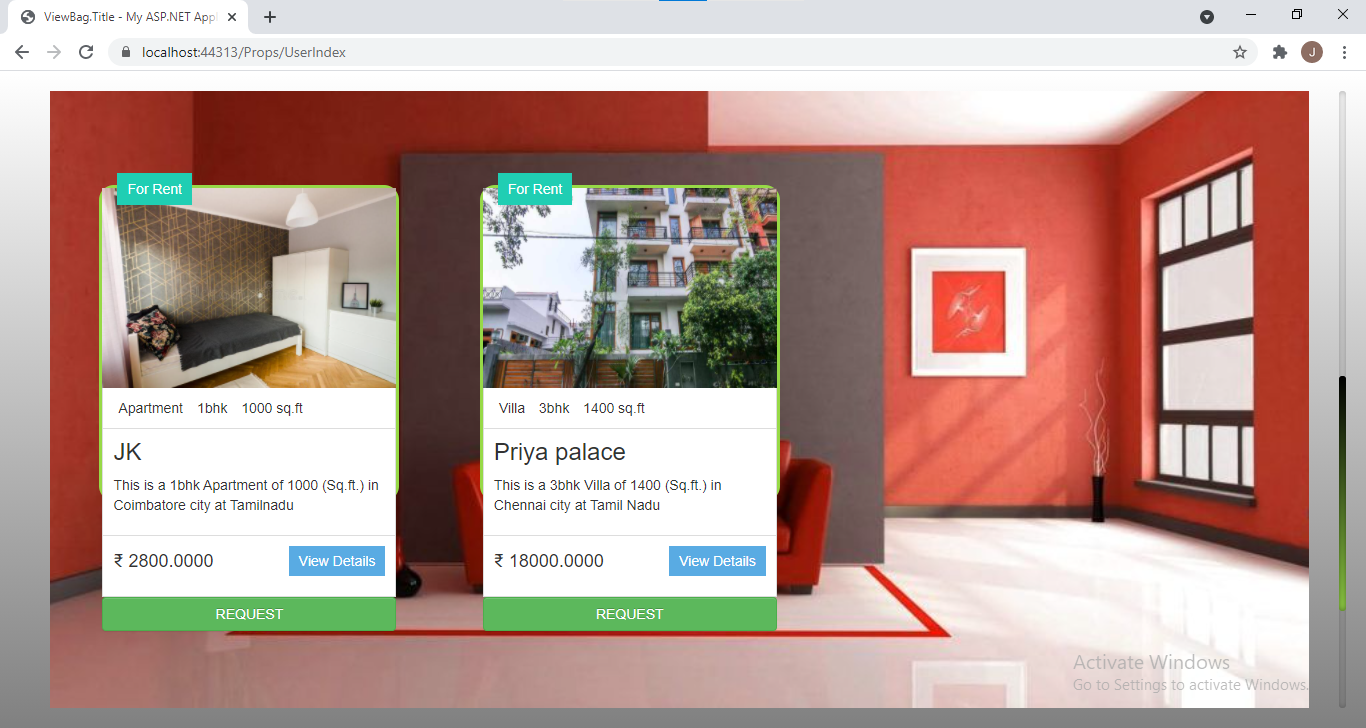 ViewBag.Title - My ASP.NET Appl
localhost:44313/Props/UserIndex
J
For Rent
Apartment 1bhk 1000 sq.ft
JK
This is a 1bhk Apartment of 1000 (Sq.ft.) in
Coimbatore city at Tamilnadu
₹ 2800.0000
View Details
REQUEST
For Rent
Villa 3bhk 1400 sq.ft
Priya palace
This is a 3bhk Villa of 1400 (Sq.ft.) in
Chennai city at Tamil Nadu
₹ 18000.0000
View Details
REQUEST
Activate Windows
Go to Settings to activate Windows.